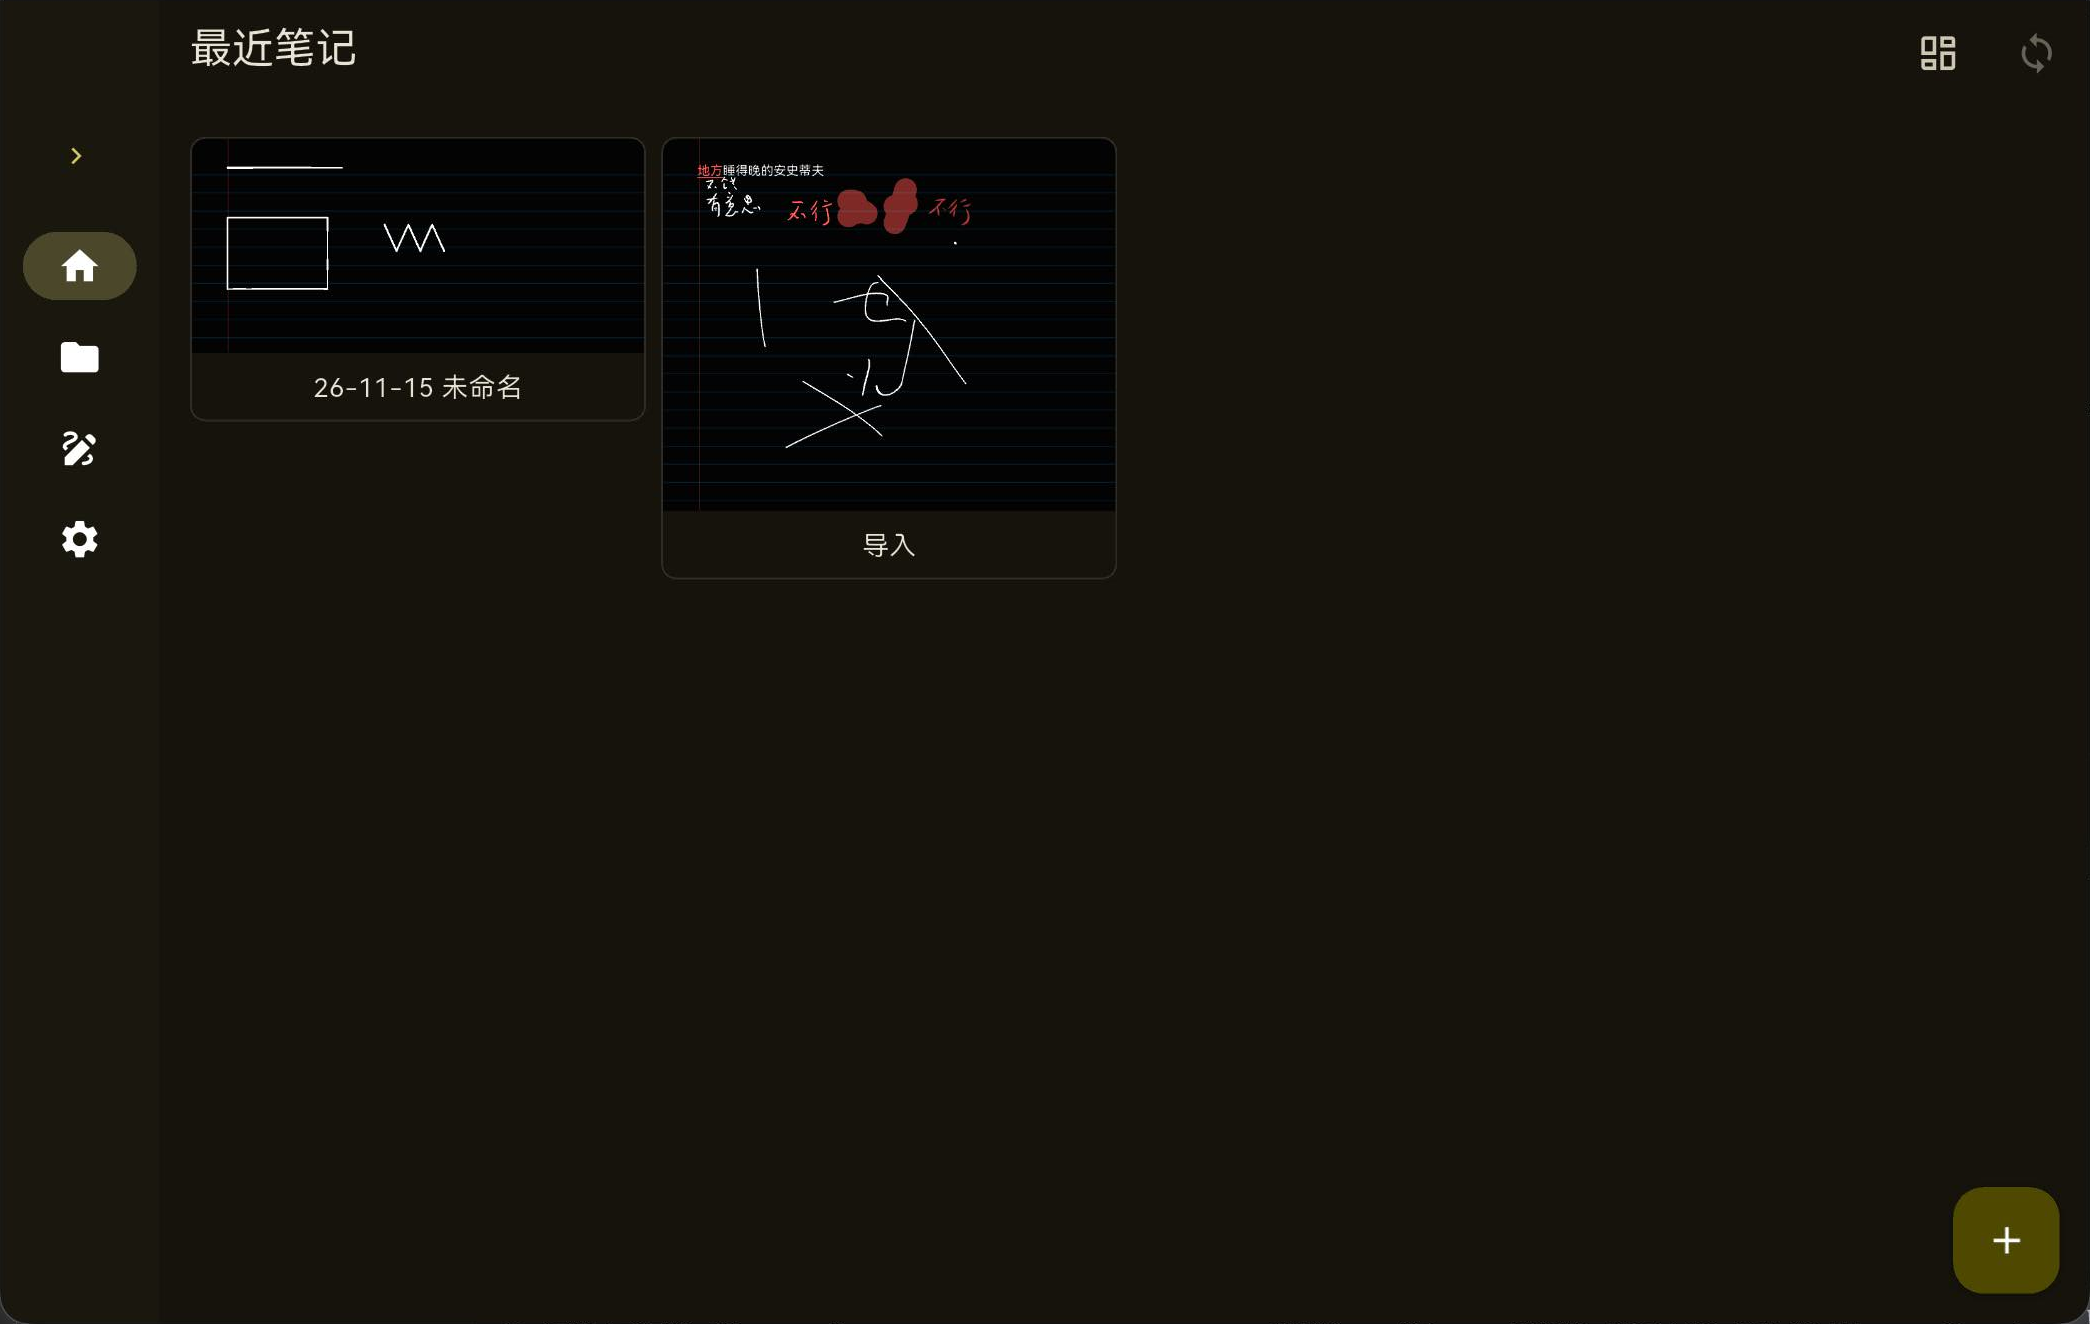 最近笔记
地方睡得晚的安史蒂夫
有意思
不行 不行
26-11-15 未命名
导入